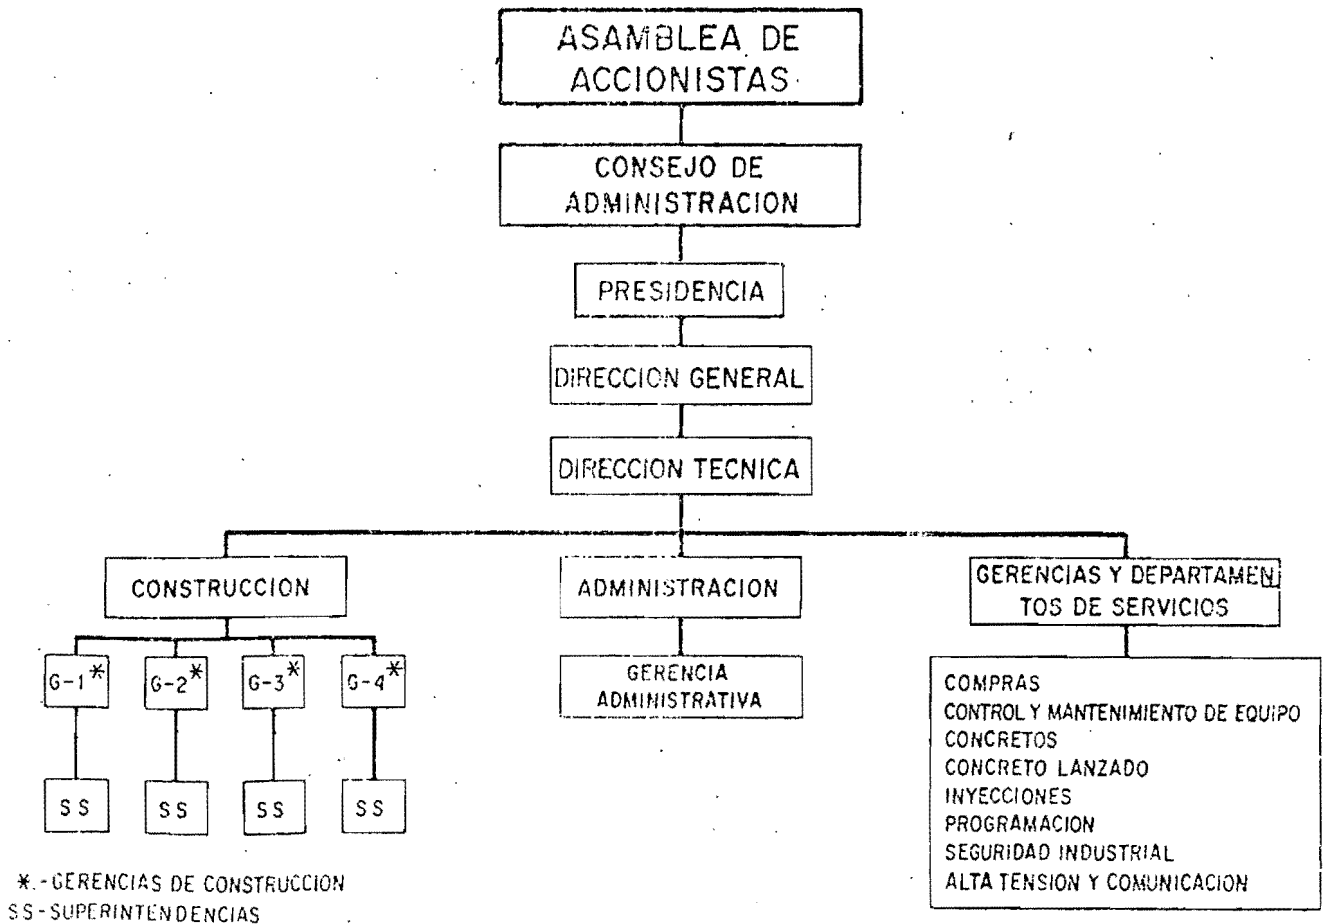 ASAMBLEA DE
ACCIONISTAS
CONSEJO DE
ADMINISTRACION
PRESIDENCIA
DIRECCION GENERAL
DIRECCION TECNICA
CONSTRUCCION
ADMINISTRACION
GERENCIAS Y DEPARTAMEN
TOS DE SERVICIOS
G-1*
G-2*
G-3*
G-4*
GERENCIA
ADMINISTRATIVA
COMPRAS
CONTROL Y MANTENIMIENTO DE EQUIPO
CONCRETOS
CONCRETO LANZADO
INYECCIONES
PROGRAMACION
SEGURIDAD INDUSTRIAL
ALTA TENSION Y COMUNICACION
SS
SS
SS
SS
*.-GERENCIAS DE CONSTRUCCION
SS-SUPERINTENDENCIAS